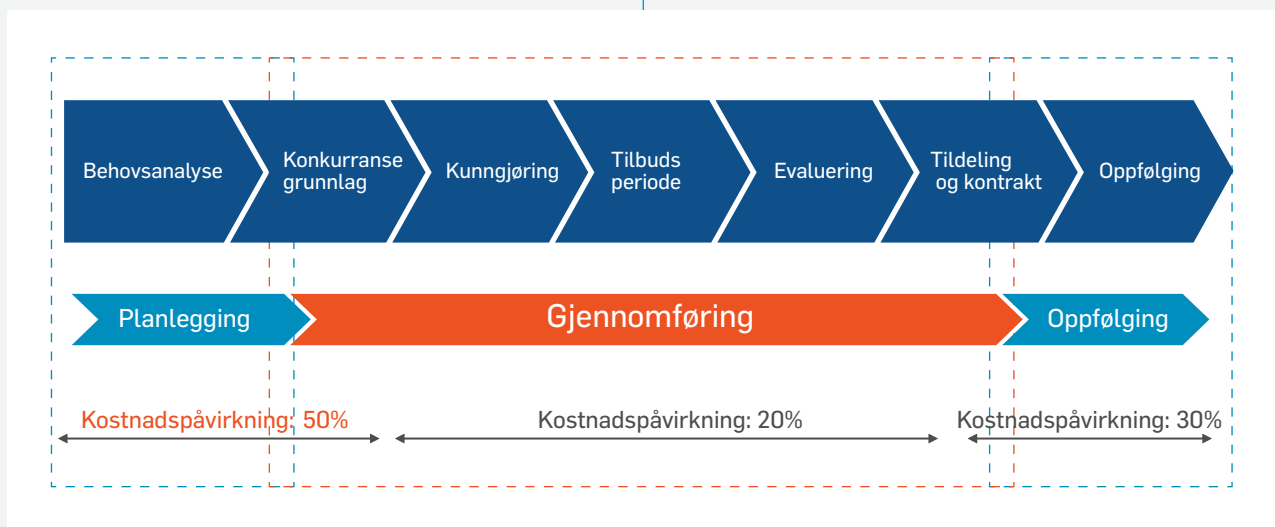 Behovsanalyse
Konkurranse
grunnlag
Kunngjøring
Tilbuds
periode
Evaluering
Tildeling
og kontrakt
Oppfølging
Planlegging
Gjennomføring
Oppfølging
Kostnadspåvirkning: 50%
Kostnadspåvirkning: 20%
Kostnadspåvirkning: 30%